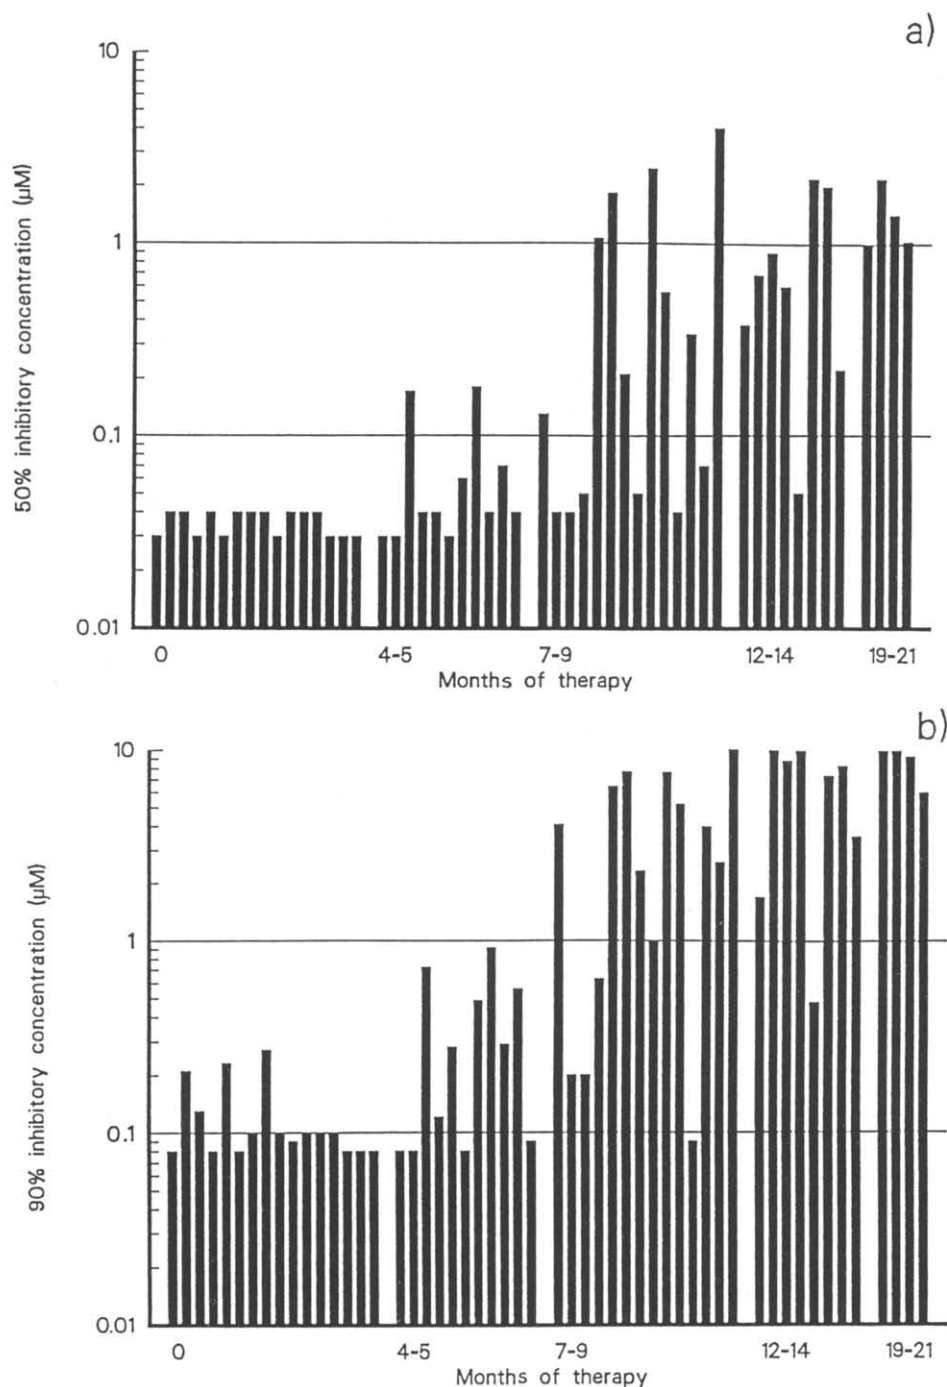 a)
10
1
0.1
0.01
50% inhibitory concentration (µM)
0 4-5 7-9 12-14 19-21
Months of therapy
b)
10
1
0.1
0.01
90% inhibitory concentration (µM)
0 4-5 7-9 12-14 19-21
Months of therapy